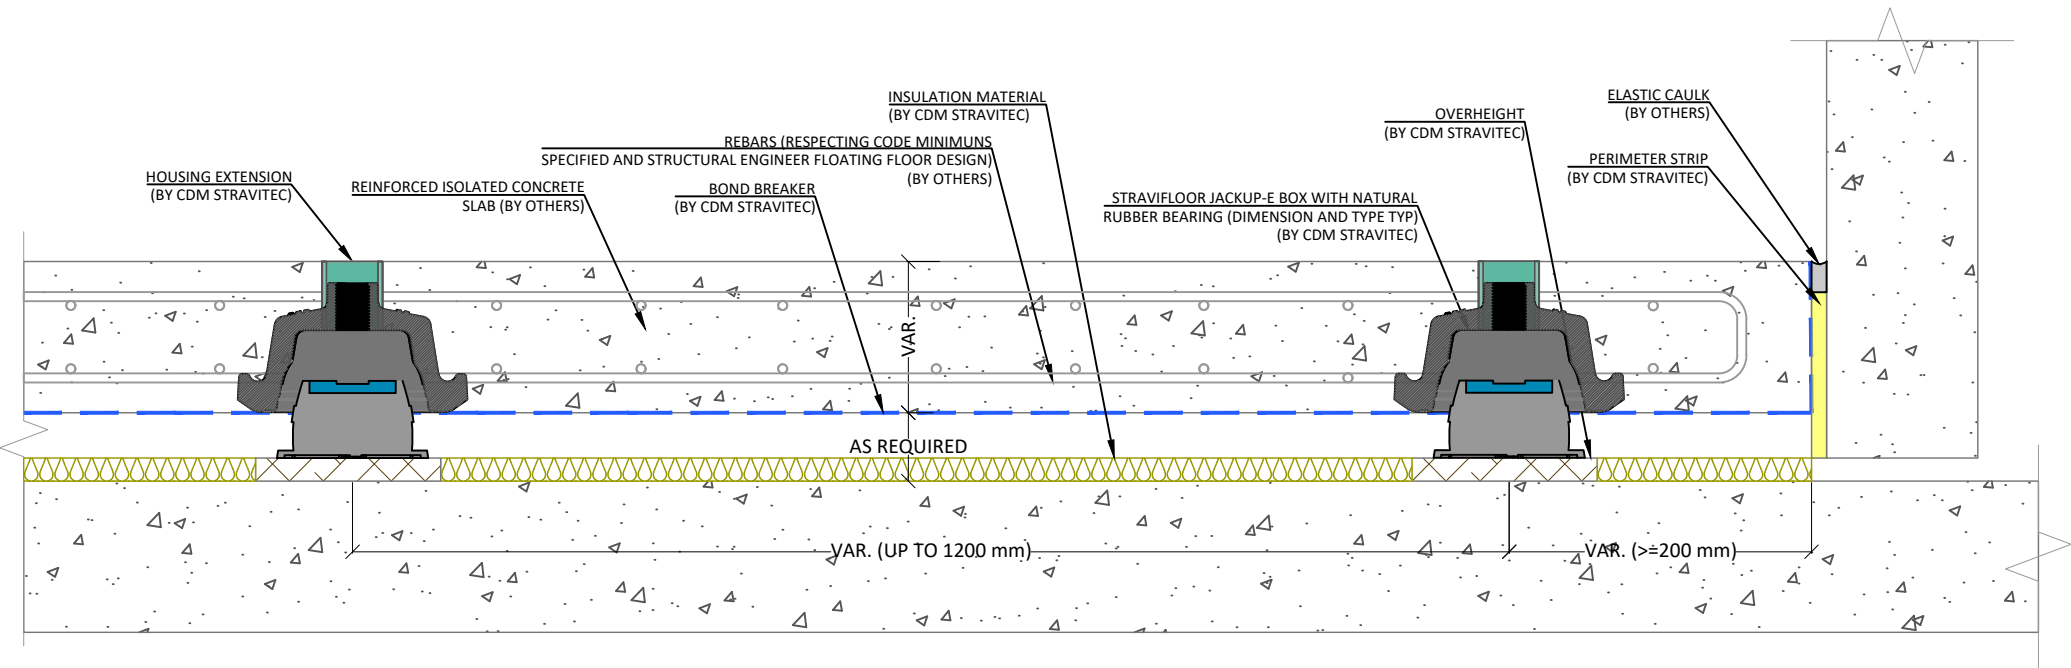 INSULATION MATERIAL
(BY CDM STRAVITEC)
ELASTIC CAULK
(BY OTHERS)
OVERHEIGHT
(BY CDM STRAVITEC)
REBARS (RESPECTING CODE MINIMUNS
SPECIFIED AND STRUCTURAL ENGINEER FLOATING FLOOR DESIGN)
(BY OTHERS)
PERIMETER STRIP
(BY CDM STRAVITEC)
HOUSING EXTENSION
(BY CDM STRAVITEC)
REINFORCED ISOLATED CONCRETE
SLAB (BY OTHERS)
BOND BREAKER
(BY CDM STRAVITEC)
STRAVIFLOOR JACKUP-E BOX WITH NATURAL
RUBBER BEARING (DIMENSION AND TYPE TYP)
(BY CDM STRAVITEC)
VAR.
AS REQUIRED
VAR. (UP TO 1200 mm)
VAR. (>=200 mm)